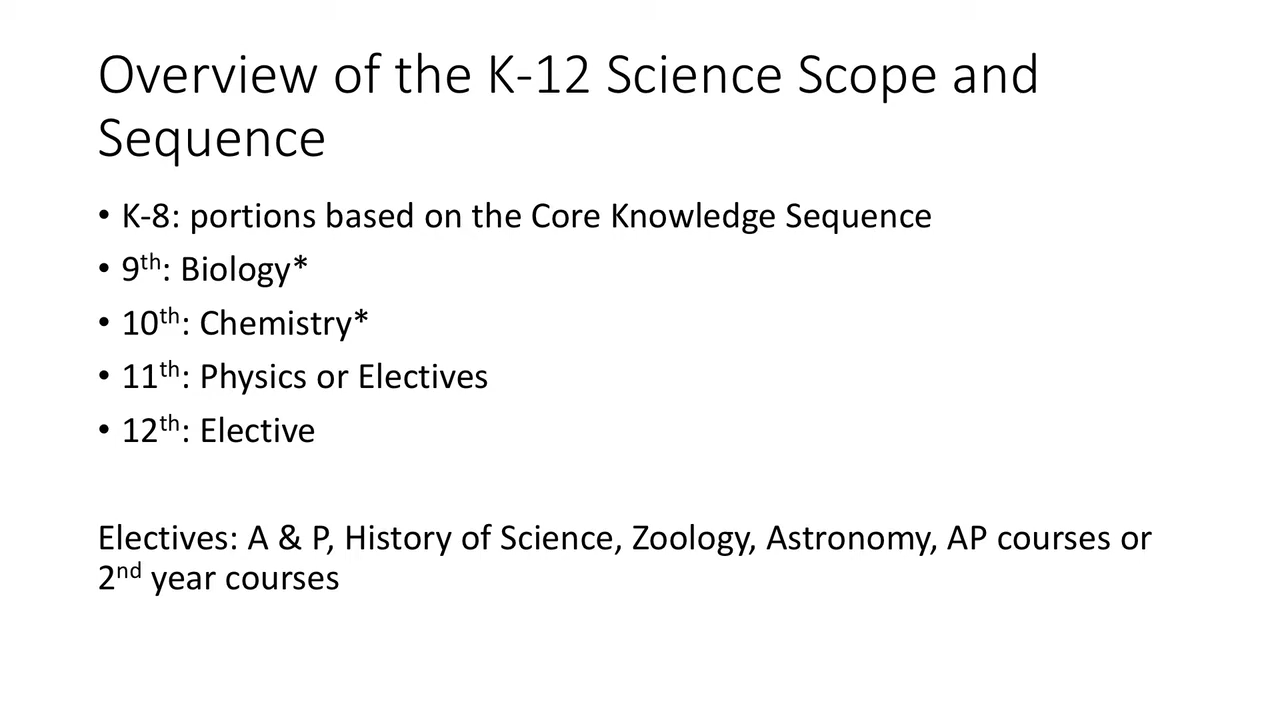 Overview of the K-12 Science Scope and
Sequence
• K-8: portions based on the Core Knowledge Sequence
• 9th: Biology*
• 10th: Chemistry*
• 11th: Physics or Electives
• 12th: Elective
Electives: A & P, History of Science, Zoology, Astronomy, AP courses or
2nd year courses